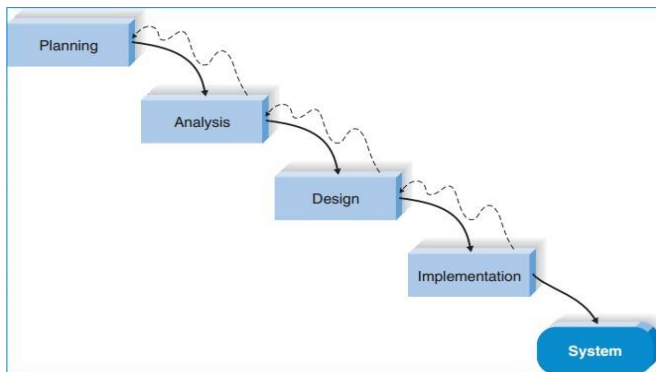 Planning
Analysis
Design
Implementation
System